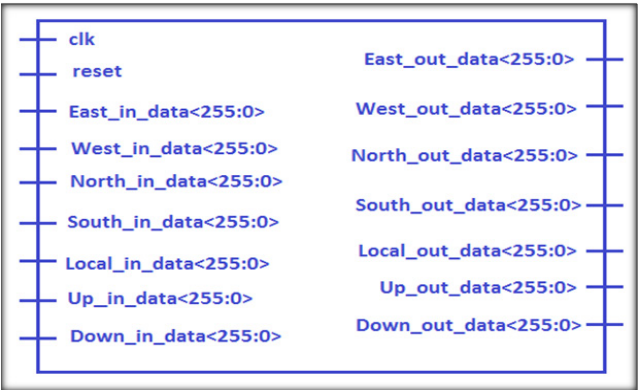 clk
reset
East_in_data<255:0>
West_in_data<255:0>
North_in_data<255:0>
South_in_data<255:0>
Local_in_data<255:0>
Up_in_data<255:0>
Down_in_data<255:0>
East_out_data<255:0>
West_out_data<255:0>
North_out_data<255:0>
South_out_data<255:0>
Local_out_data<255:0>
Up_out_data<255:0>
Down_out_data<255:0>